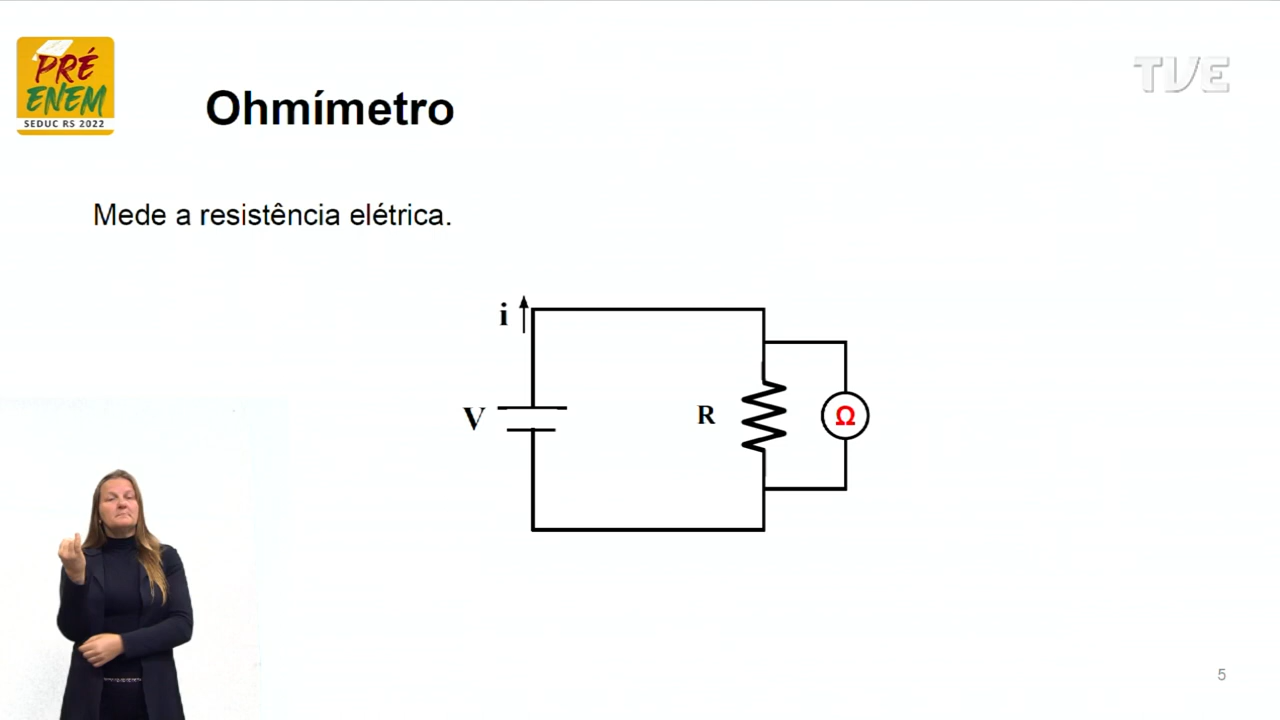 PRÉ
ENEM
SEDUC RS 2022
TVE
Ohmímetro
Mede a resistência elétrica.
i
V
R
Ω
5